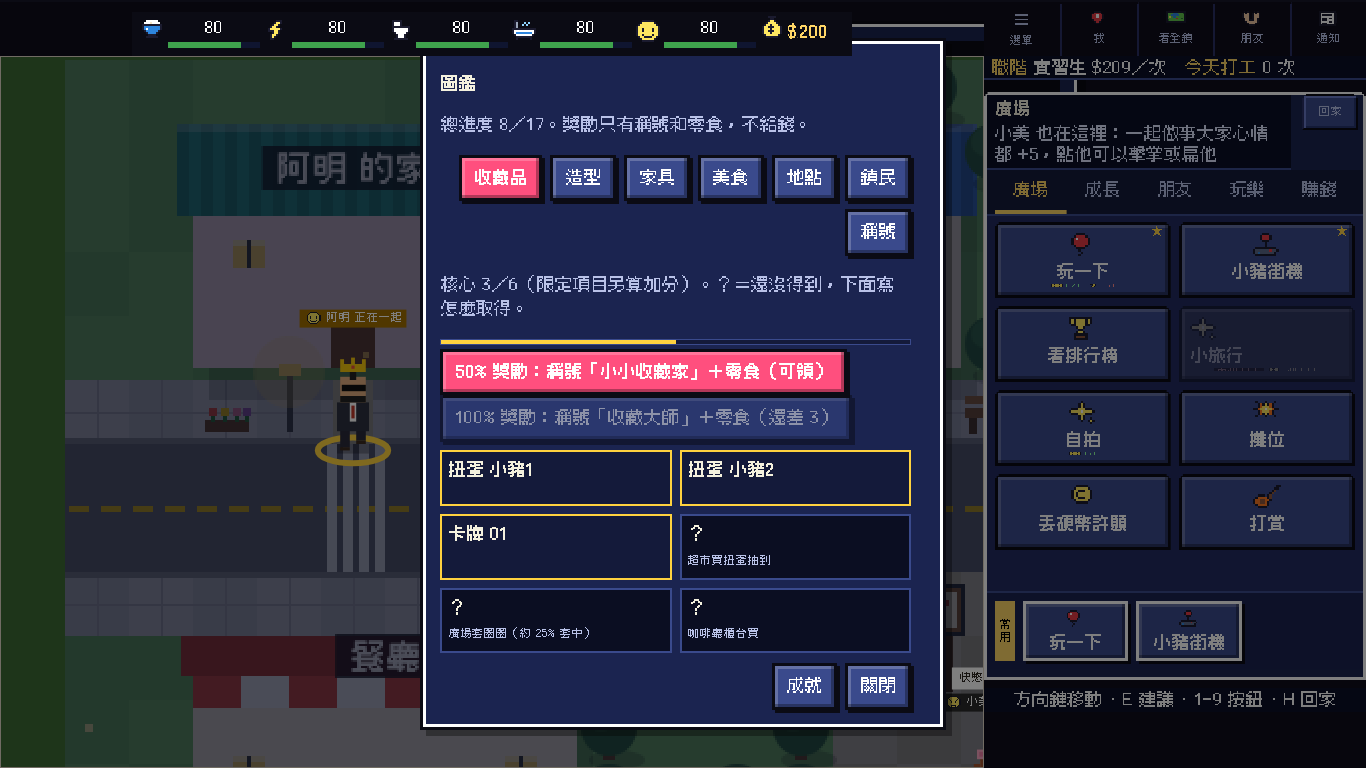 80
80
80
80
80
$200
選單
我
看全鎮
朋友
通知
職階 實習生 $209／次 今天打工 0 次
廣場
回家
小美 也在這裡：一起做事大家心情
都 +5，點他可以擊掌或扁他
廣場
成長
朋友
玩樂
賺錢
玩一下
小豬街機
看排行榜
小旅行
自拍
攤位
丟硬幣許願
打賞
常用
玩一下
小豬街機
方向鍵移動 · E 建議 · 1-9 按鈕 · H 回家
圖鑑
總進度 8／17。獎勵只有稱號和零食，不給錢。
收藏品
造型
家具
美食
地點
鎮民
稱號
核心 3／6（限定項目另算加分）。？＝還沒得到，下面寫
怎麼取得。
50% 獎勵：稱號「小小收藏家」＋零食（可領）
100% 獎勵：稱號「收藏大師」＋零食（還差 3）
扭蛋 小豬1
扭蛋 小豬2
卡牌 01
？
超市買扭蛋抽到
？
廣場套圈圈（約 25% 套中）
？
咖啡廳櫃台買
成就
關閉
阿明 的家
阿明 正在一起
餐廳
小美